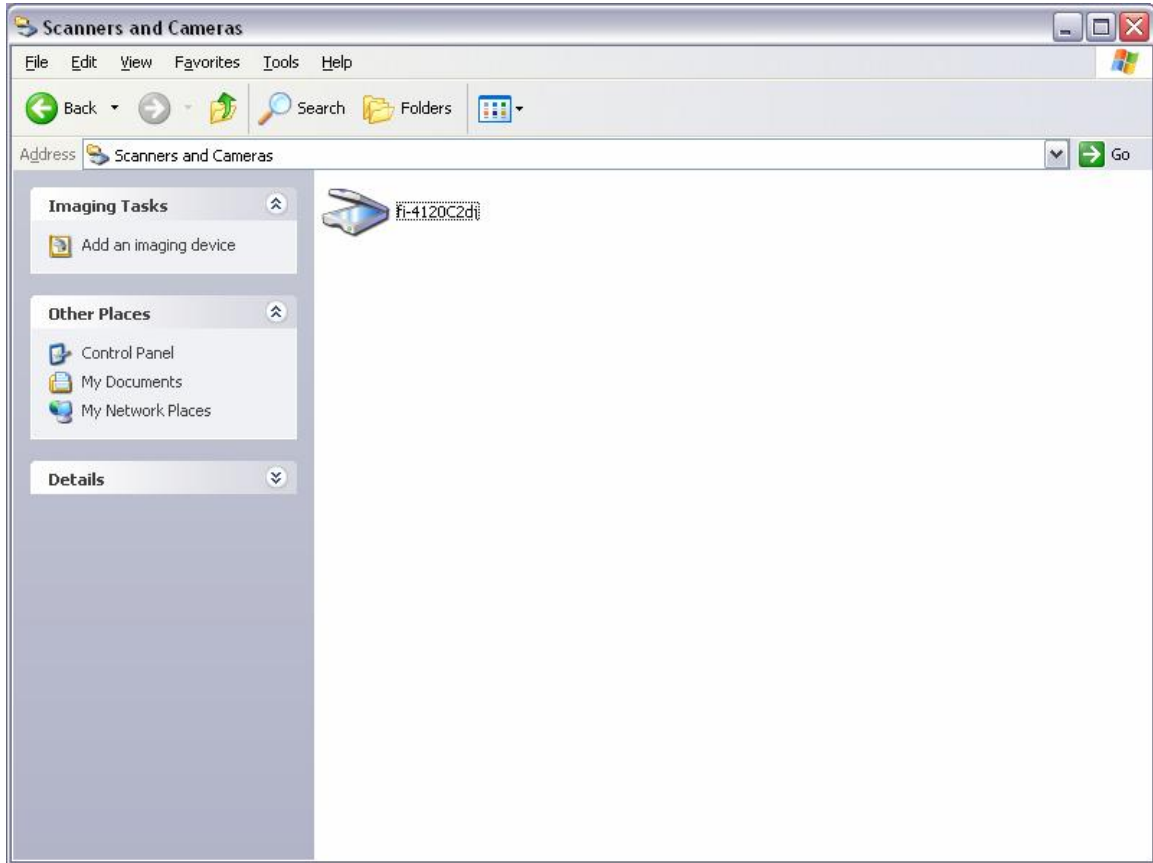 Scanners and Cameras
File Edit View Favorites Tools Help
Back Search Folders
Address Scanners and Cameras Go
Imaging Tasks
Add an imaging device
fi-4120C2dj
Other Places
Control Panel
My Documents
My Network Places
Details